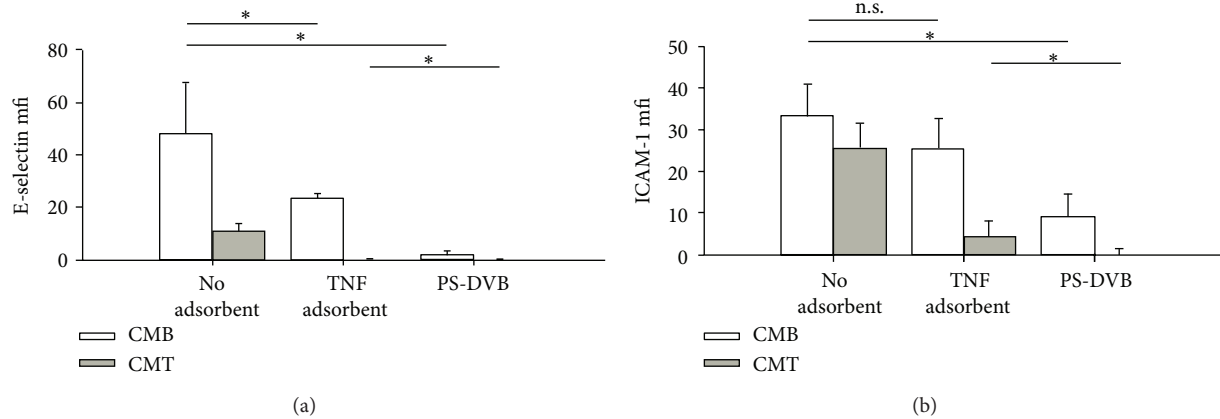 *
*
*
80
60
40
20
0
E-selectin mfi
No
adsorbent
TNF
adsorbent
PS-DVB
CMB
CMT
(a)
n.s.
*
*
50
40
30
20
10
0
ICAM-1 mfi
No
adsorbent
TNF
adsorbent
PS-DVB
CMB
CMT
(b)